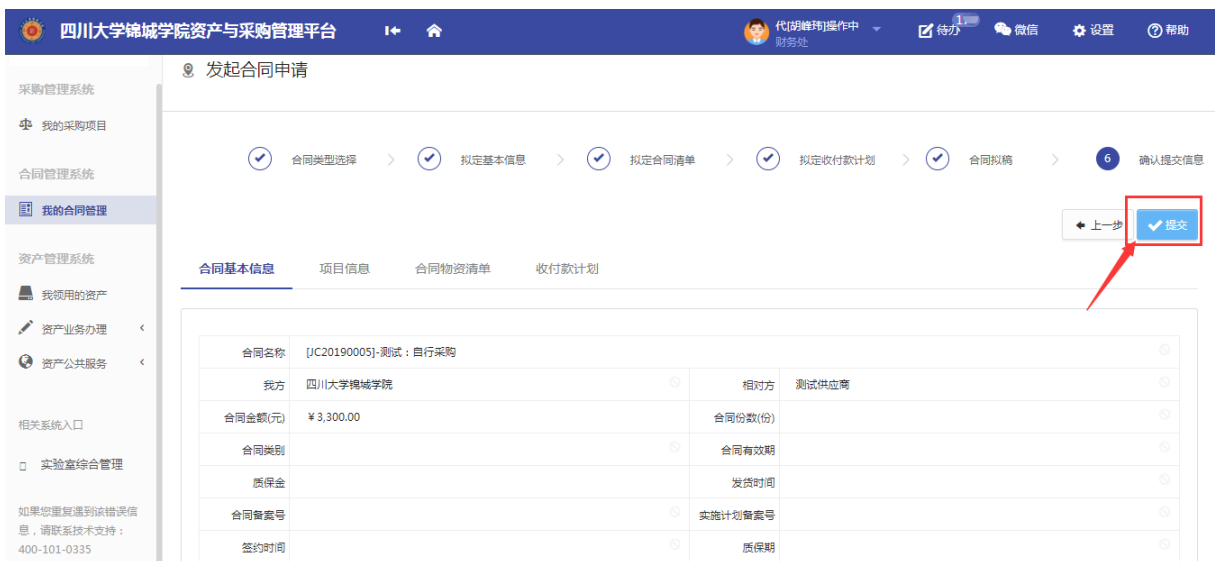 四川大学锦城学院资产与采购管理平台
代[胡峰玮]操作中
财务处
待办
微信
设置
帮助
采购管理系统
我的采购项目
合同管理系统
我的合同管理
资产管理系统
我领用的资产
资产业务办理
资产公共服务
相关系统入口
实验室综合管理
如果您重复遇到该错误信
息，请联系技术支持：
400-101-0335
发起合同申请
合同类型选择 拟定基本信息 拟定合同清单 拟定收付款计划 合同拟稿 6 确认提交信息
上一步 提交
合同基本信息 项目信息 合同物资清单 收付款计划
合同名称 [JC20190005]-测试：自行采购
我方 四川大学锦城学院 相对方 测试供应商
合同金额(元) ¥3,300.00 合同份数(份)
合同类别 合同有效期
质保金 发货时间
合同备案号 实施计划备案号
签约时间 质保期